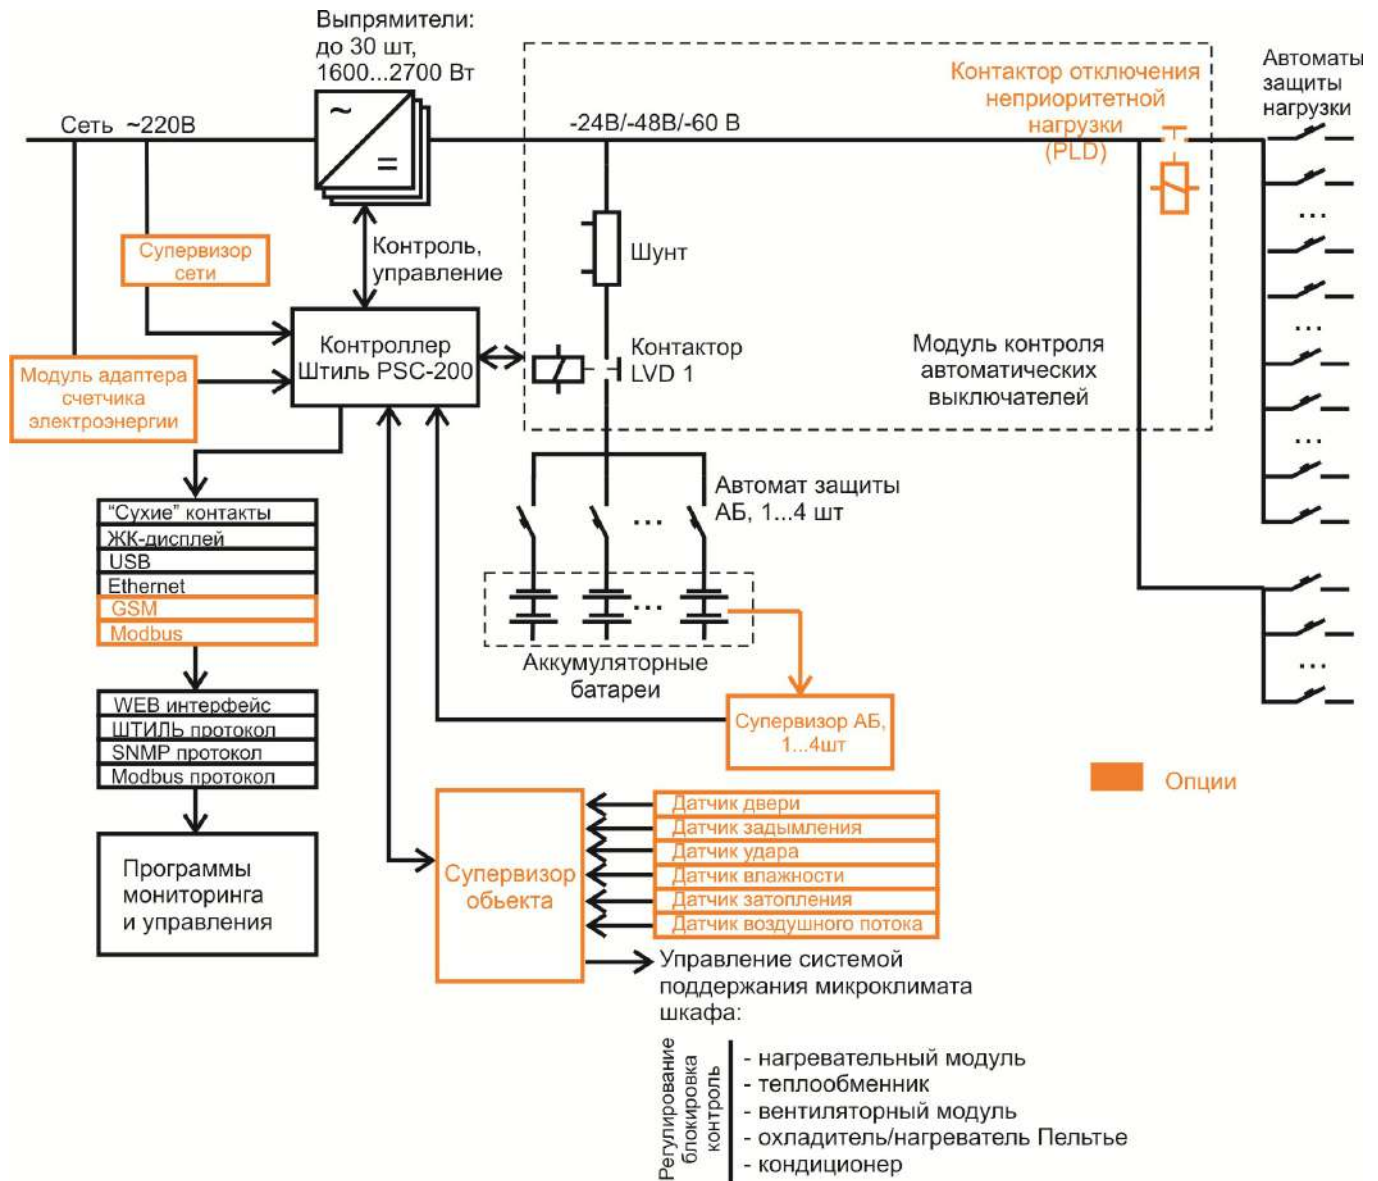 Выпрямители:
до 30 шт,
1600...2700 Вт
Сеть ~220В
~
=
-24В/-48В/-60 В
Контактор отключения
неприоритетной
нагрузки
(PLD)
Автоматы
защиты
нагрузки
Супервизор
сети
Контроль,
управление
Шунт
...
Контроллер
Штиль PSC-200
Контактор
LVD 1
Модуль контроля
автоматических
выключателей
...
Модуль адаптера
счетчика
электроэнергии
...
Автомат защиты
АБ, 1...4 шт
...
"Сухие" контакты
ЖК-дисплей
USB
Ethernet
GSM
Modbus
...
Аккумуляторные
батареи
...
WEB интерфейс
ШТИЛЬ протокол
SNMP протокол
Modbus протокол
Супервизор АБ,
1...4шт
Опции
Программы
мониторинга
и управления
Супервизор
обьекта
Датчик двери
Датчик задымления
Датчик удара
Датчик влажности
Датчик затопления
Датчик воздушного потока
Управление системой
поддержания микроклимата
шкафа:
Регулирование
блокировка
контроль
- нагревательный модуль
- теплообменник
- вентиляторный модуль
- охладитель/нагреватель Пельтье
- кондиционер